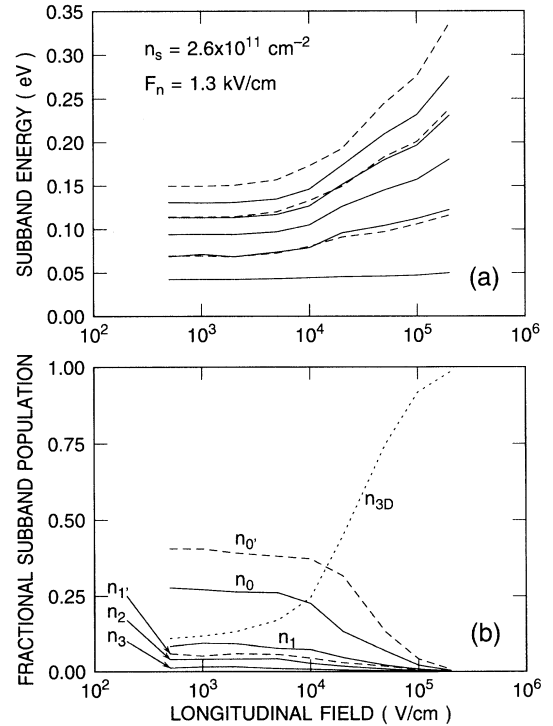 0.35
n_s = 2.6x10^11 cm^-2
0.30
F_n = 1.3 kV/cm
0.25
0.20
0.15
0.10
0.05
(a)
0.00
10^2 10^3 10^4 10^5 10^6
SUBBAND ENERGY ( eV )
1.00
0.75
n_3D
0.50
n_0'
n_0
n_1'
0.25
n_2
n_1
n_3
(b)
0.00
10^2 10^3 10^4 10^5 10^6
FRACTIONAL SUBBAND POPULATION
LONGITUDINAL FIELD ( V/cm )